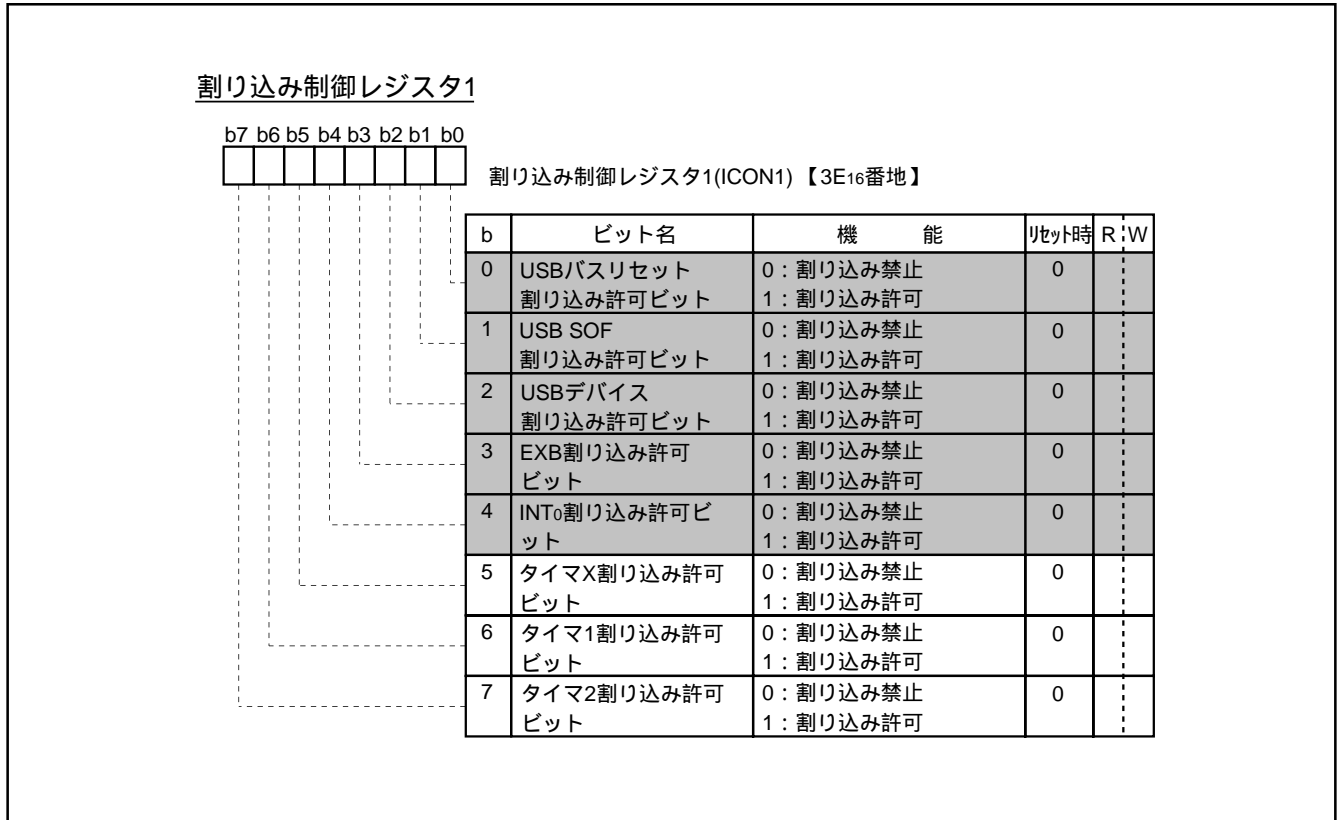 割り込み制御レジスタ1
b7 b6 b5 b4 b3 b2 b1 b0
割り込み制御レジスタ1(ICON1) 【3E16番地】
b ビット名 機 能 リセット時 R W
0 USBバスリセット 0：割り込み禁止 0
割り込み許可ビット 1：割り込み許可
1 USB SOF 0：割り込み禁止 0
割り込み許可ビット 1：割り込み許可
2 USBデバイス 0：割り込み禁止 0
割り込み許可ビット 1：割り込み許可
3 EXB割り込み許可 0：割り込み禁止 0
ビット 1：割り込み許可
4 INT0割り込み許可ビ 0：割り込み禁止 0
ット 1：割り込み許可
5 タイマX割り込み許可 0：割り込み禁止 0
ビット 1：割り込み許可
6 タイマ1割り込み許可 0：割り込み禁止 0
ビット 1：割り込み許可
7 タイマ2割り込み許可 0：割り込み禁止 0
ビット 1：割り込み許可